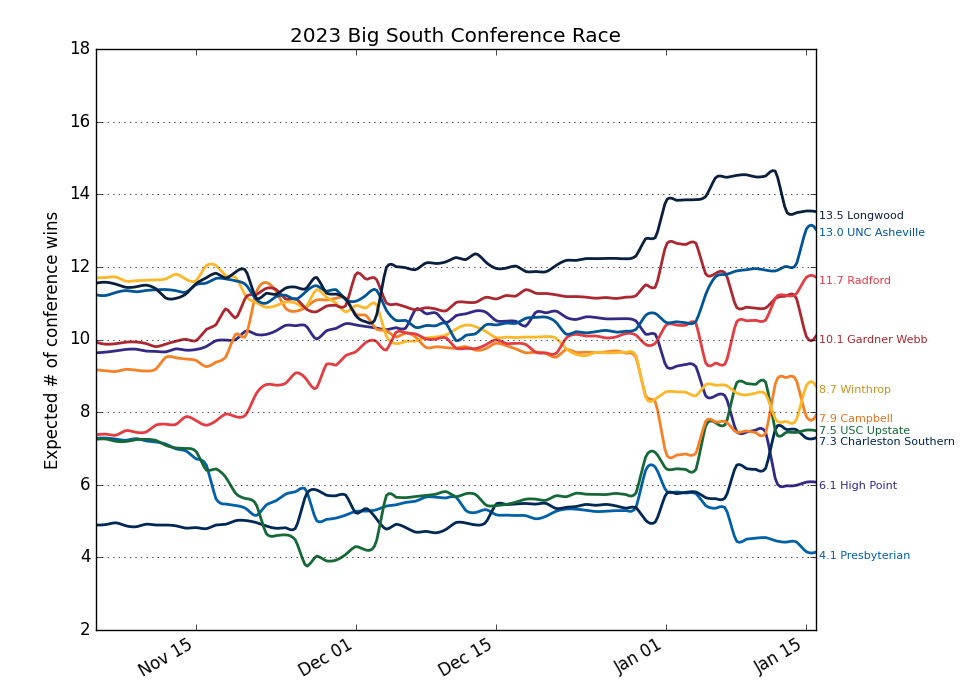 2023 Big South Conference Race
Expected # of conference wins
18
16
14
12
10
8
6
4
2
Nov 15
Dec 01
Dec 15
Jan 01
Jan 15
13.5 Longwood
13.0 UNC Asheville
11.7 Radford
10.1 Gardner Webb
8.7 Winthrop
7.9 Campbell
7.5 USC Upstate
7.3 Charleston Southern
6.1 High Point
4.1 Presbyterian